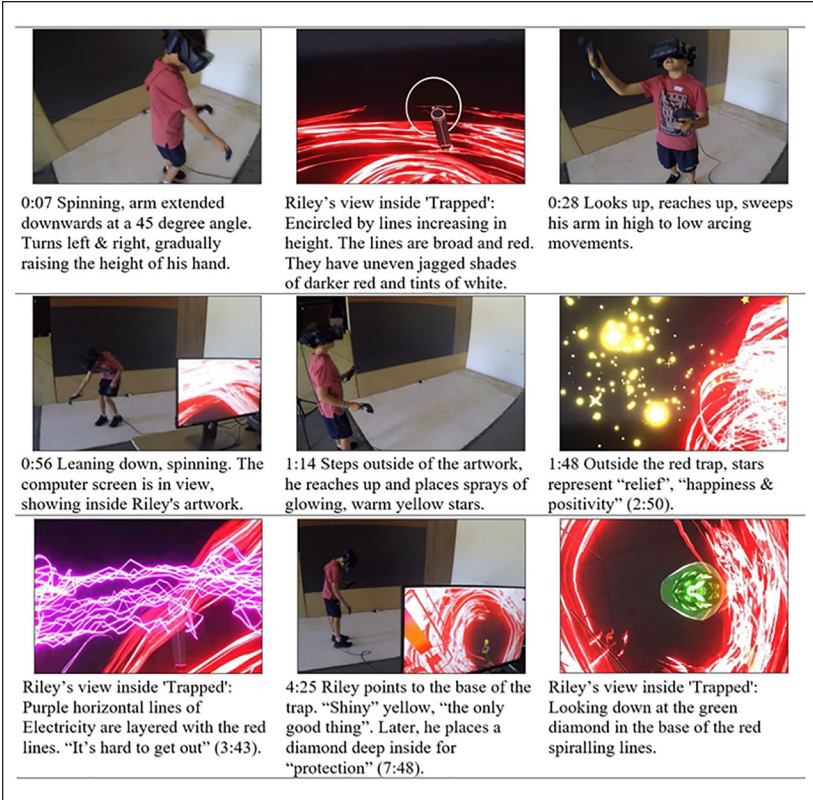 0:07 Spinning, arm extended
downwards at a 45 degree angle.
Turns left & right, gradually
raising the height of his hand.
Riley's view inside 'Trapped':
Encircled by lines increasing in
height. The lines are broad and red.
They have uneven jagged shades
of darker red and tints of white.
0:28 Looks up, reaches up, sweeps
his arm in high to low arcing
movements.
0:56 Leaning down, spinning. The
computer screen is in view,
showing inside Riley's artwork.
1:14 Steps outside of the artwork,
he reaches up and places sprays of
glowing, warm yellow stars.
1:48 Outside the red trap, stars
represent “relief”, “happiness &
positivity” (2:50).
Riley’s view inside 'Trapped':
Purple horizontal lines of
Electricity are layered with the red
lines. “It’s hard to get out” (3:43).
4:25 Riley points to the base of the
trap. “Shiny” yellow, “the only
good thing”. Later, he places a
diamond deep inside for
“protection” (7:48).
Riley’s view inside 'Trapped':
Looking down at the green
diamond in the base of the red
spiralling lines.